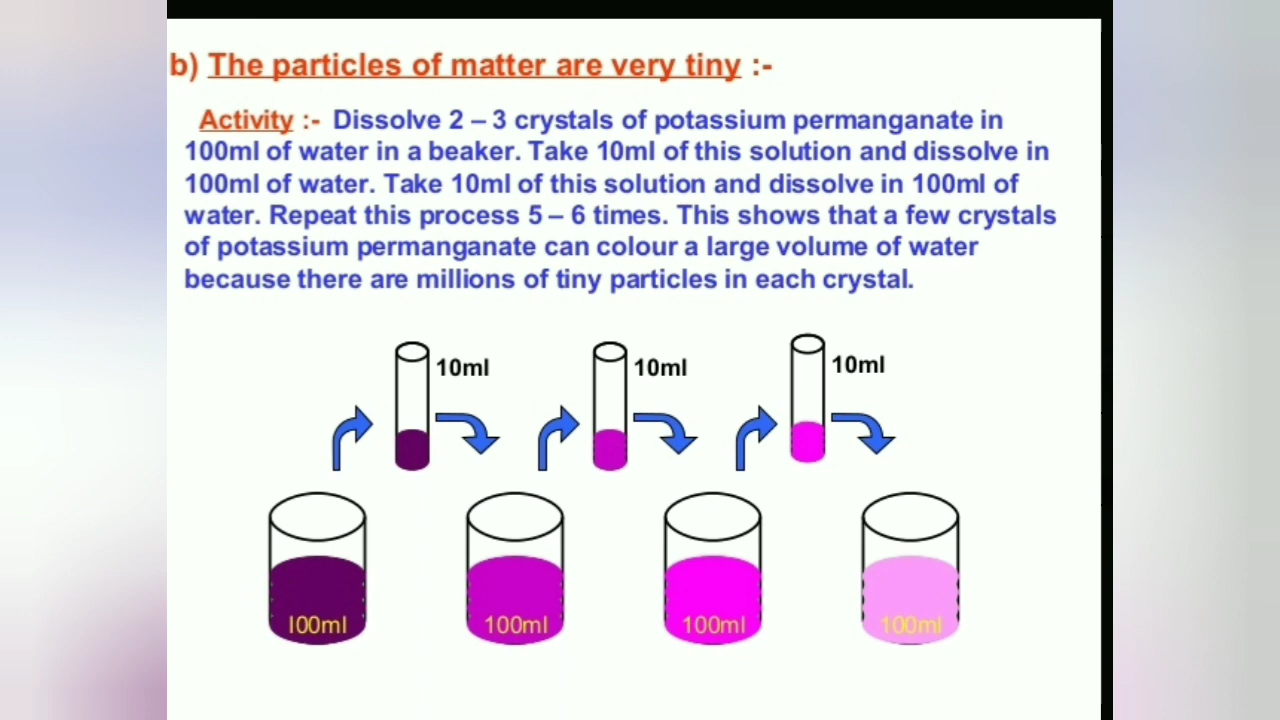 b) The particles of matter are very tiny :-
Activity :- Dissolve 2 – 3 crystals of potassium permanganate in
100ml of water in a beaker. Take 10ml of this solution and dissolve in
100ml of water. Take 10ml of this solution and dissolve in 100ml of
water. Repeat this process 5 – 6 times. This shows that a few crystals
of potassium permanganate can colour a large volume of water
because there are millions of tiny particles in each crystal.
10ml 10ml 10ml
l00ml 100ml 100ml 100ml